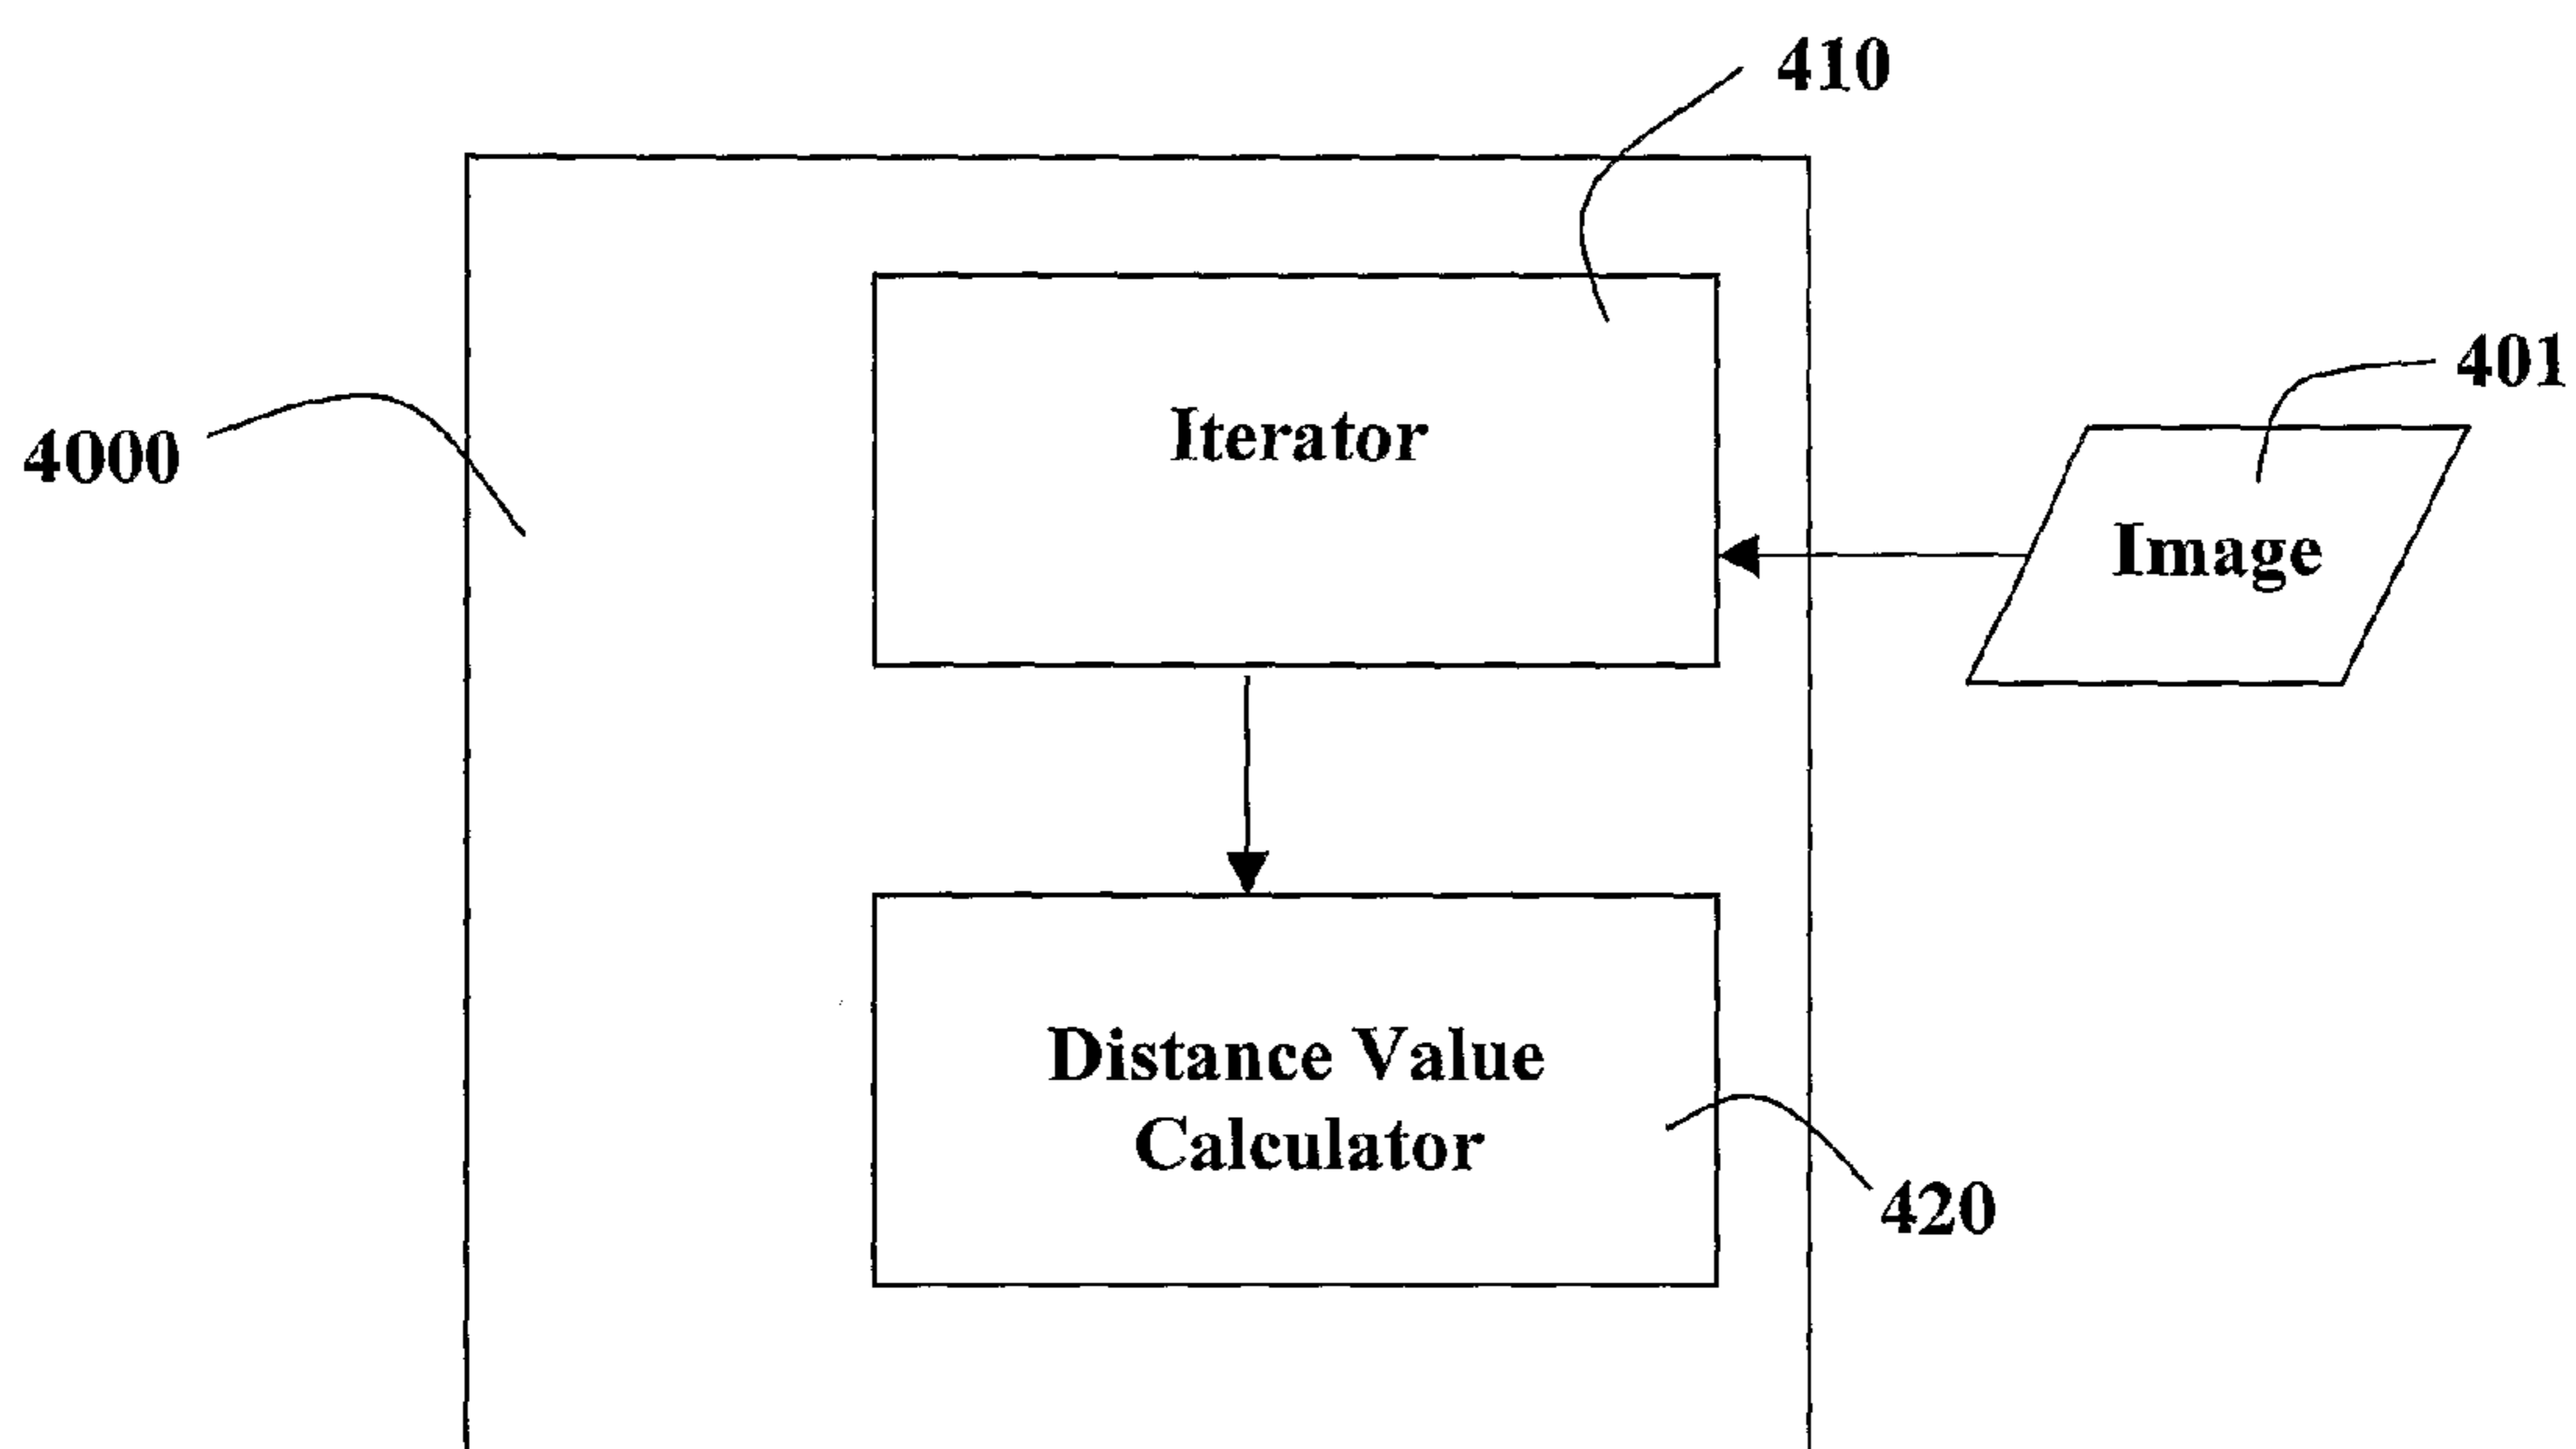 410
401
Iterator
4000
Image
Distance Value
Calculator
420